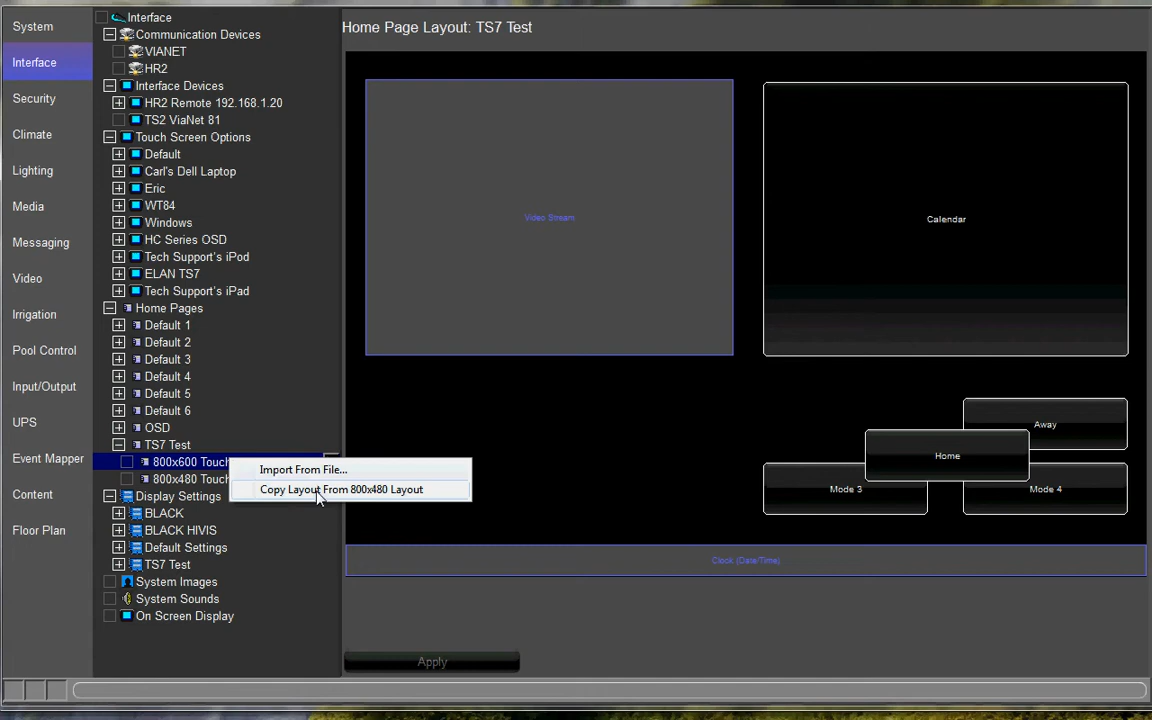 System
Interface
Security
Climate
Lighting
Media
Messaging
Video
Irrigation
Pool Control
Input/Output
UPS
Event Mapper
Content
Floor Plan
Interface
Communication Devices
VIANET
HR2
Interface Devices
HR2 Remote 192.168.1.20
TS2 ViaNet 81
Touch Screen Options
Default
Carl's Dell Laptop
Eric
WT84
Windows
HC Series OSD
Tech Support's iPod
ELAN TS7
Tech Support's iPad
Home Pages
Default 1
Default 2
Default 3
Default 4
Default 5
Default 6
OSD
TS7 Test
800x600 Touch
800x480 Touch
Display Settings
BLACK
BLACK HIVIS
Default Settings
TS7 Test
System Images
System Sounds
On Screen Display
Import From File...
Copy Layout From 800x480 Layout
Home Page Layout: TS7 Test
Video Stream
Calendar
Away
Home
Mode 3
Mode 4
Clock (Date/Time)
Apply